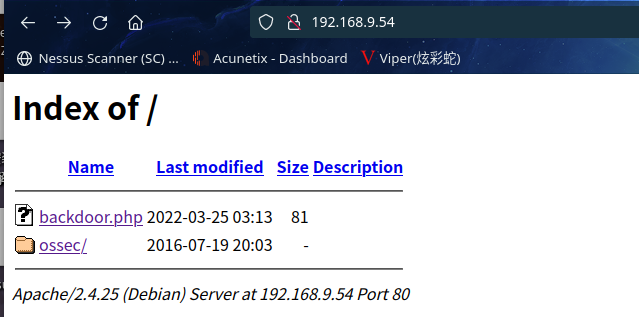 192.168.9.54
Nessus Scanner (SC) ... Acunetix - Dashboard Viper(炫彩蛇)
Index of /
Name Last modified Size Description
backdoor.php 2022-03-25 03:13 81
ossec/ 2016-07-19 20:03 -
Apache/2.4.25 (Debian) Server at 192.168.9.54 Port 80